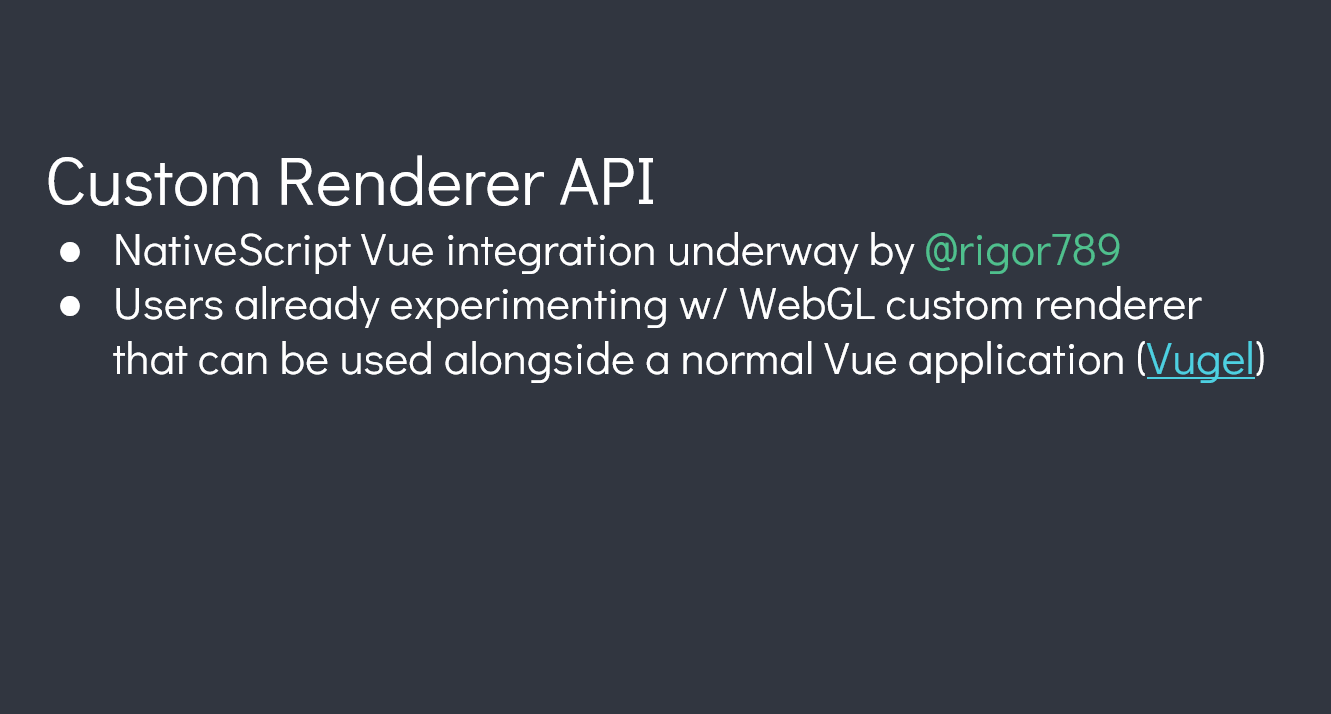 Custom Renderer API
● NativeScript Vue integration underway by @rigor789
● Users already experimenting w/ WebGL custom renderer
that can be used alongside a normal Vue application (Vugel)